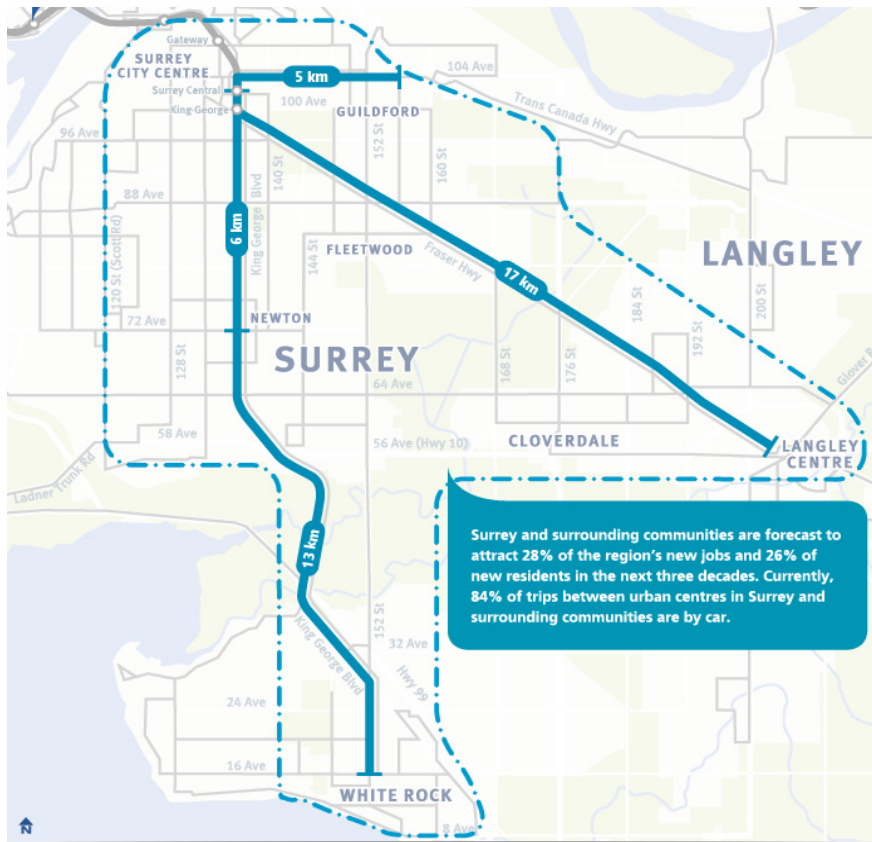 Gateway
SURREY
CITY CENTRE
Surrey Central
King George
5 km
104 Ave
100 Ave
GUILDFORD
Trans Canada Hwy
96 Ave
152 St
160 St
140 St
88 Ave
King George Blvd
6 km
120 St (Scott Rd)
144 St
FLEETWOOD
Fraser Hwy
17 km
LANGLEY
184 St
200 St
72 Ave
NEWTON
192 St
SURREY
128 St
168 St
176 St
64 Ave
Glover R
58 Ave
56 Ave (Hwy 10)
CLOVERDALE
LANGLEY
CENTRE
Ladner Trunk Rd
13 km
Surrey and surrounding communities are forecast to
attract 28% of the region's new jobs and 26% of
new residents in the next three decades. Currently,
84% of trips between urban centres in Surrey and
surrounding communities are by car.
152 St
King George Blvd
32 Ave
Hwy 99
24 Ave
16 Ave
WHITE ROCK
8 Ave
N